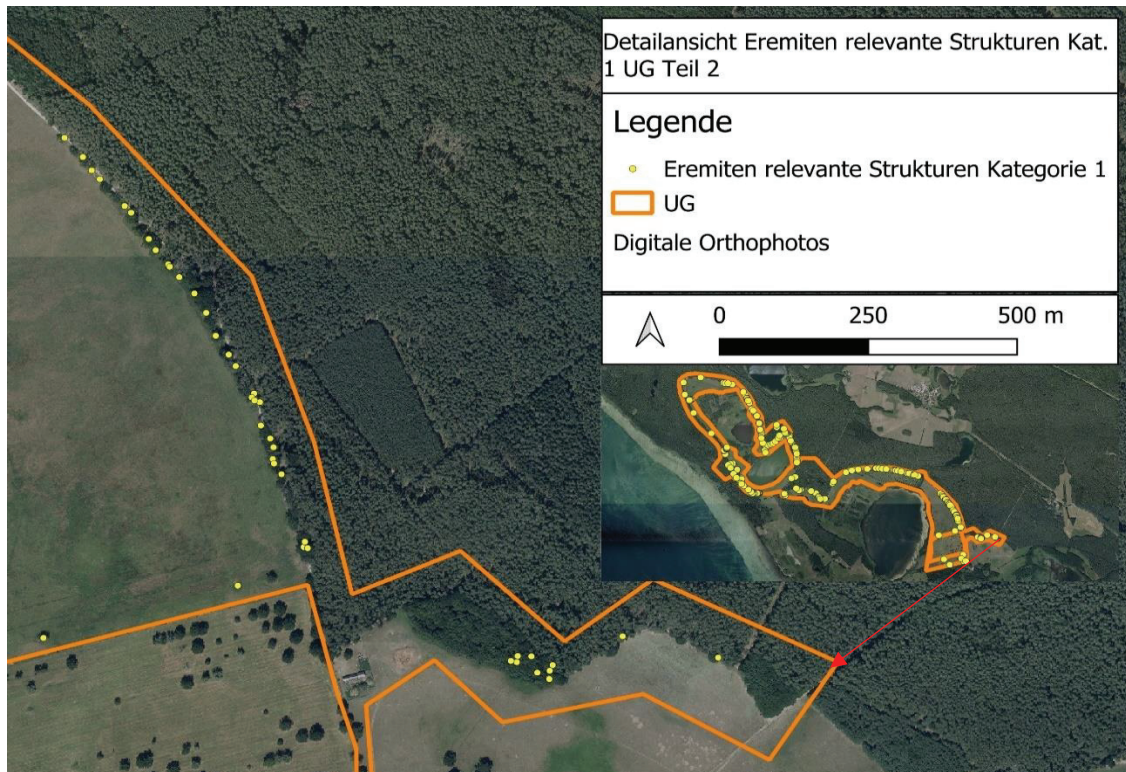 Detailansicht Eremiten relevante Strukturen Kat.
1 UG Teil 2
Legende
Eremiten relevante Strukturen Kategorie 1
UG
Digitale Orthophotos
0 250 500 m